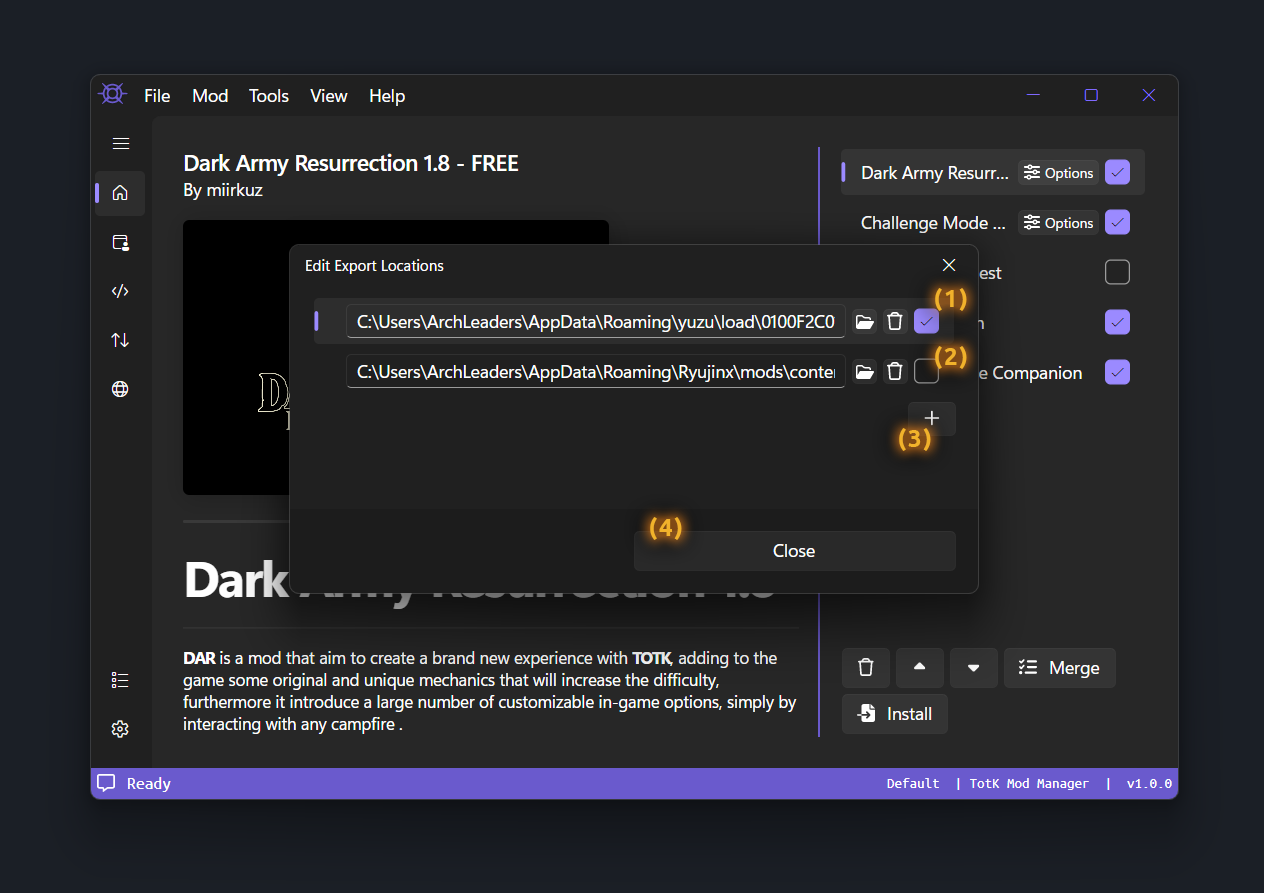 File Mod Tools View Help
Dark Army Resurrection 1.8 - FREE
By miirkuz
Dark Army Resurr... Options
Challenge Mode ... Options
est
e Companion
Edit Export Locations
(1)
C:\Users\ArchLeaders\AppData\Roaming\yuzu\load\0100F2C0
(2)
C:\Users\ArchLeaders\AppData\Roaming\Ryujinx\mods\conte
(3)
(4)
Close
Dark Army Resurrection 1.8
DAR is a mod that aim to create a brand new experience with TOTK, adding to the
game some original and unique mechanics that will increase the difficulty,
furthermore it introduce a large number of customizable in-game options, simply by
interacting with any campfire .
Merge
Install
Ready
Default | TotK Mod Manager | v1.0.0